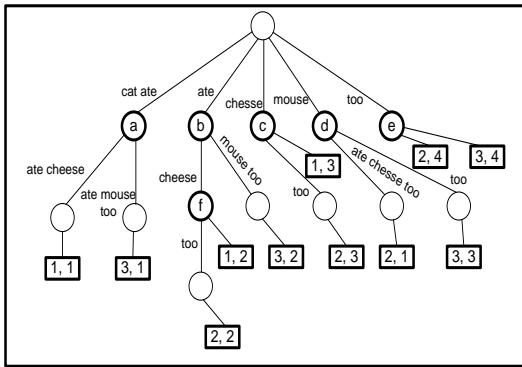 cat ate
ate
chesse
mouse
too
a
b
c
d
e
ate cheese
ate mouse
too
cheese
mouse too
1, 3
too
ate chesse too
too
2, 4
3, 4
f
1, 1
3, 1
too
1, 2
3, 2
2, 3
2, 1
3, 3
2, 2